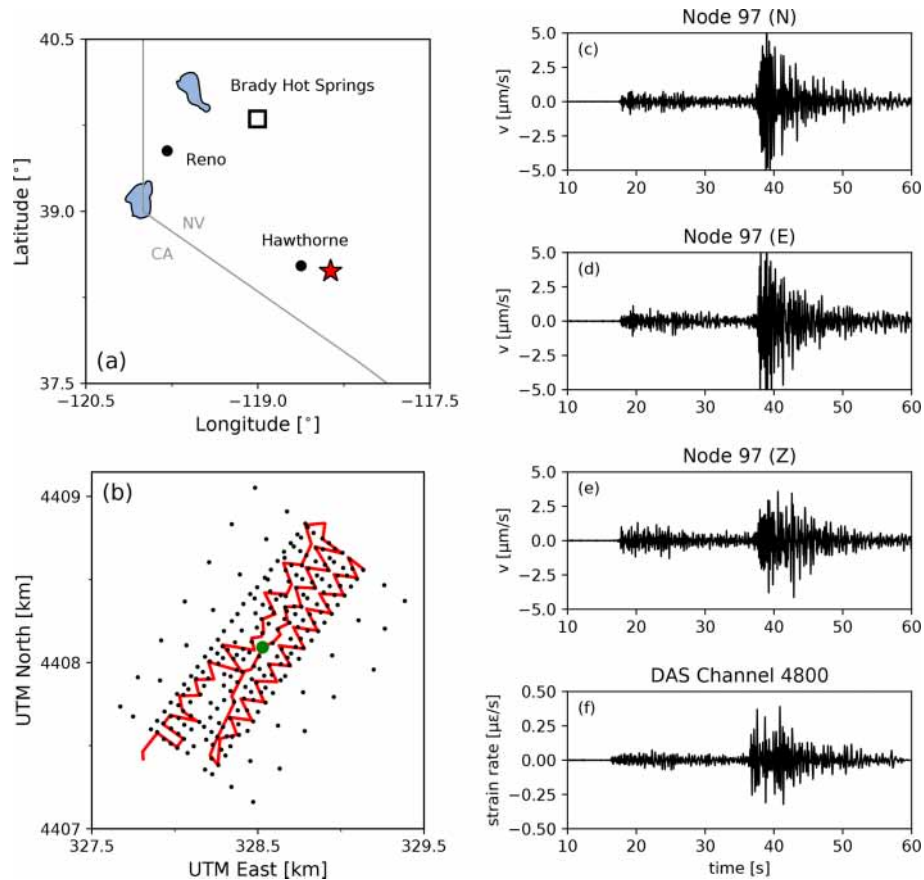 40.5
39.0
37.5
Latitude [°]
Brady Hot Springs
Reno
NV
CA
Hawthorne
(a)
−120.5
−119.0
−117.5
Longitude [°]
(b)
4409
4408
4407
UTM North [km]
327.5
328.5
329.5
UTM East [km]
Node 97 (N)
(c)
5.0
2.5
0.0
−2.5
−5.0
v [μm/s]
10 20 30 40 50 60
Node 97 (E)
(d)
5.0
2.5
0.0
−2.5
−5.0
v [μm/s]
10 20 30 40 50 60
Node 97 (Z)
(e)
5.0
2.5
0.0
−2.5
−5.0
v [μm/s]
10 20 30 40 50 60
DAS Channel 4800
(f)
0.50
0.25
0.00
−0.25
−0.50
strain rate [με/s]
10 20 30 40 50 60
time [s]